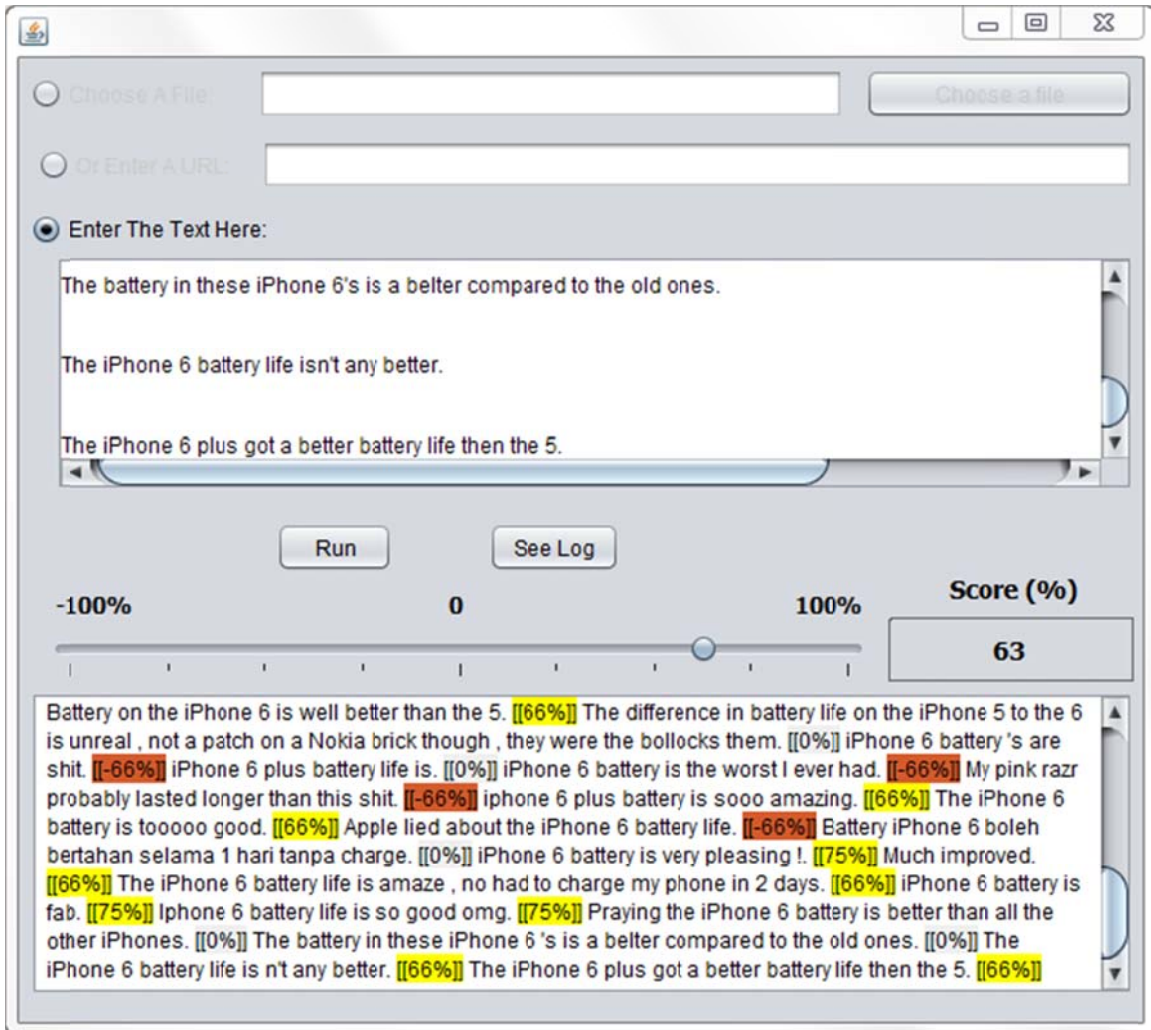 Choose A File:
Choose a file
Or Enter A URL:
Enter The Text Here:
The battery in these iPhone 6's is a belter compared to the old ones.
The iPhone 6 battery life isn't any better.
The iPhone 6 plus got a better battery life then the 5.
Run
See Log
-100%
0
100%
Score (%)
63
Battery on the iPhone 6 is well better than the 5. [[66%]] The difference in battery life on the iPhone 5 to the 6
is unreal , not a patch on a Nokia brick though , they were the bollocks them. [[0%]] iPhone 6 battery 's are
shit. [[-66%]] iPhone 6 plus battery life is. [[0%]] iPhone 6 battery is the worst I ever had. [[-66%]] My pink razr
probably lasted longer than this shit. [[-66%]] iphone 6 plus battery is sooo amazing. [[66%]] The iPhone 6
battery is tooooo good. [[66%]] Apple lied about the iPhone 6 battery life. [[-66%]] Battery iPhone 6 boleh
bertahan selama 1 hari tanpa charge. [[0%]] iPhone 6 battery is very pleasing !. [[75%]] Much improved.
[[66%]] The iPhone 6 battery life is amaze , no had to charge my phone in 2 days. [[66%]] iPhone 6 battery is
fab. [[75%]] Iphone 6 battery life is so good omg. [[75%]] Praying the iPhone 6 battery is better than all the
other iPhones. [[0%]] The battery in these iPhone 6 's is a belter compared to the old ones. [[0%]] The
iPhone 6 battery life is n't any better. [[66%]] The iPhone 6 plus got a better battery life then the 5. [[66%]]